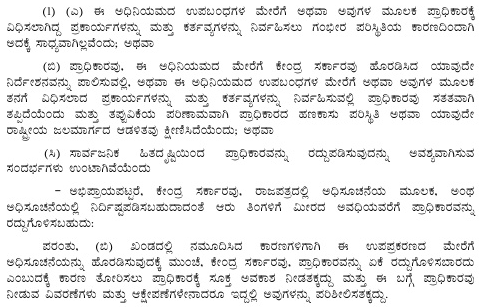 (l) (ಎ) ಈ ಅಧಿನಿಯಮದ ಉಪಬಂಧಗಳ ಮೇರೆಗೆ ಅಥವಾ ಅವುಗಳ ಮೂಲಕ ಪ್ರಾಧಿಕಾರಕ್ಕೆ
ವಿಧಿಸಲಾಗಿದ್ದ ಪ್ರಕಾರ್ಯಗಳನ್ನು ಮತ್ತು ಕರ್ತವ್ಯಗಳನ್ನು ನಿರ್ವಹಿಸಲು ಗಂಭೀರ ಪರಿಸ್ಥಿತಿಯ ಕಾರಣದಿಂದಾಗಿ
ಅದಕ್ಕೆ ಸಾಧ್ಯವಾಗಿಲ್ಲವೆಂದು; ಅಥವಾ
(ಬಿ) ಪ್ರಾಧಿಕಾರವು, ಈ ಅಧಿನಿಯಮದ ಮೇರೆಗೆ ಕೇಂದ್ರ ಸರ್ಕಾರವು ಹೊರಡಿಸಿದ ಯಾವುದೇ
ನಿರ್ದೇಶನವನ್ನು ಪಾಲಿಸುವಲ್ಲಿ, ಅಥವಾ ಈ ಅಧಿನಿಯಮದ ಉಪಬಂಧಗಳ ಮೇರೆಗೆ ಅಥವಾ ಅವುಗಳ ಮೂಲಕ
ತನಗೆ ವಿಧಿಸಲಾದ ಪ್ರಕಾರ್ಯಗಳನ್ನು ಮತ್ತು ಕರ್ತವ್ಯಗಳನ್ನು ನಿರ್ವಹಿಸುವಲ್ಲಿ ಪ್ರಾಧಿಕಾರವು ಸತತವಾಗಿ
ತಪ್ಪಿದೆಯೆಂದು ಮತ್ತು ತಪ್ಪುವಿಕೆಯ ಪರಿಣಾಮವಾಗಿ ಪ್ರಾಧಿಕಾರದ ಹಣಕಾಸು ಪರಿಸ್ಥಿತಿ ಅಥವಾ ಯಾವುದೇ
ರಾಷ್ಟ್ರೀಯ ಜಲಮಾರ್ಗದ ಆಡಳಿತವು ಕ್ಷೀಣಿಸಿದೆಯೆಂದು; ಅಥವಾ
(ಸಿ) ಸಾರ್ವಜನಿಕ ಹಿತದೃಷ್ಟಿಯಿಂದ ಪ್ರಾಧಿಕಾರವನ್ನು ರದ್ದುಪಡಿಸುವುದನ್ನು ಅವಶ್ಯವಾಗಿಸುವ
ಸಂದರ್ಭಗಳು ಉಂಟಾಗಿವೆಯೆಂದು
– ಅಭಿಪ್ರಾಯಪಟ್ಟರೆ, ಕೇಂದ್ರ ಸರ್ಕಾರವು, ರಾಜಪತ್ರದಲ್ಲಿ ಅಧಿಸೂಚನೆಯ ಮೂಲಕ, ಅಂಥ
ಅಧಿಸೂಚನೆಯಲ್ಲಿ ನಿರ್ದಿಷ್ಟಪಡಿಸಬಹುದಾದಂತೆ ಆರು ತಿಂಗಳಿಗೆ ಮೀರದ ಅವಧಿಯವರೆಗೆ ಪ್ರಾಧಿಕಾರವನ್ನು
ರದ್ದುಗೊಳಿಸಬಹುದು:
ಪರಂತು, (ಬಿ) ಖಂಡದಲ್ಲಿ ನಮೂದಿಸಿದ ಕಾರಣಗಳಿಗಾಗಿ ಈ ಉಪಪ್ರಕರಣದ ಮೇರೆಗೆ
ಅಧಿಸೂಚನೆಯನ್ನು ಹೊರಡಿಸುವುದಕ್ಕೆ ಮುಂಚೆ, ಕೇಂದ್ರ ಸರ್ಕಾರವು, ಪ್ರಾಧಿಕಾರವನ್ನು ಏಕೆ ರದ್ದುಗೊಳಿಸಬಾರದು
ಎಂಬುದಕ್ಕೆ ಕಾರಣ ತೋರಿಸಲು ಪ್ರಾಧಿಕಾರಕ್ಕೆ ಸೂಕ್ತ ಅವಕಾಶ ನೀಡತಕ್ಕದ್ದು ಮತ್ತು ಈ ಬಗ್ಗೆ ಪ್ರಾಧಿಕಾರವು
ನೀಡುವ ವಿವರಣೆಗಳು ಮತ್ತು ಆಕ್ಷೇಪಣೆಗಳೇನಾದರೂ ಇದ್ದಲ್ಲಿ ಅವುಗಳನ್ನು ಪರಿಶೀಲಿಸತಕ್ಕದ್ದು.